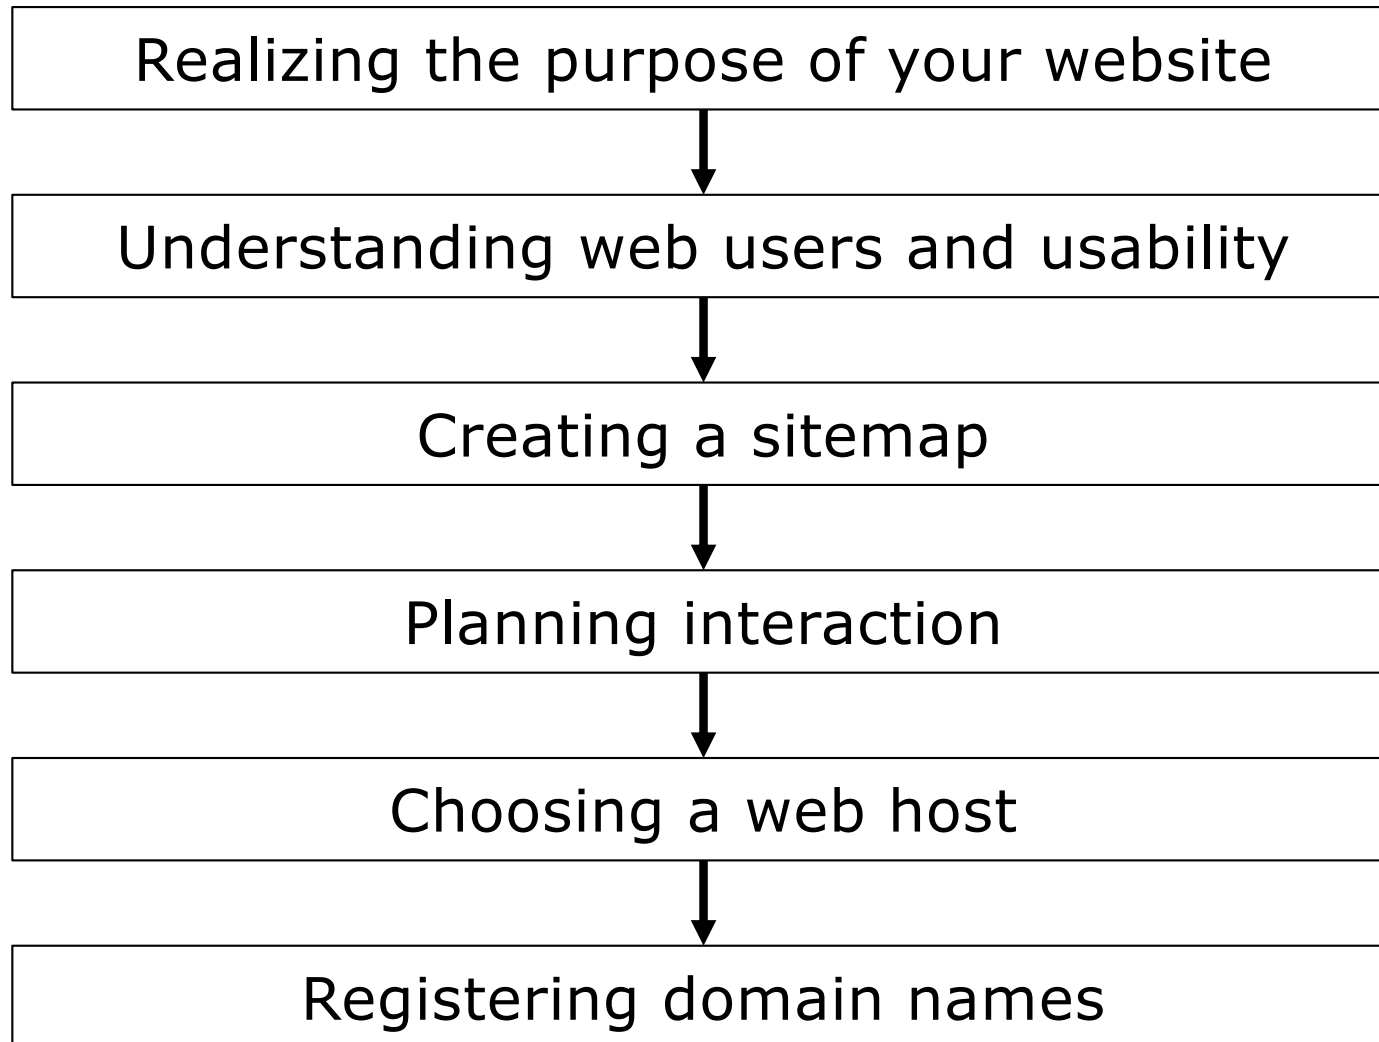 Realizing the purpose of your website
Understanding web users and usability
Creating a sitemap
Planning interaction
Choosing a web host
Registering domain names